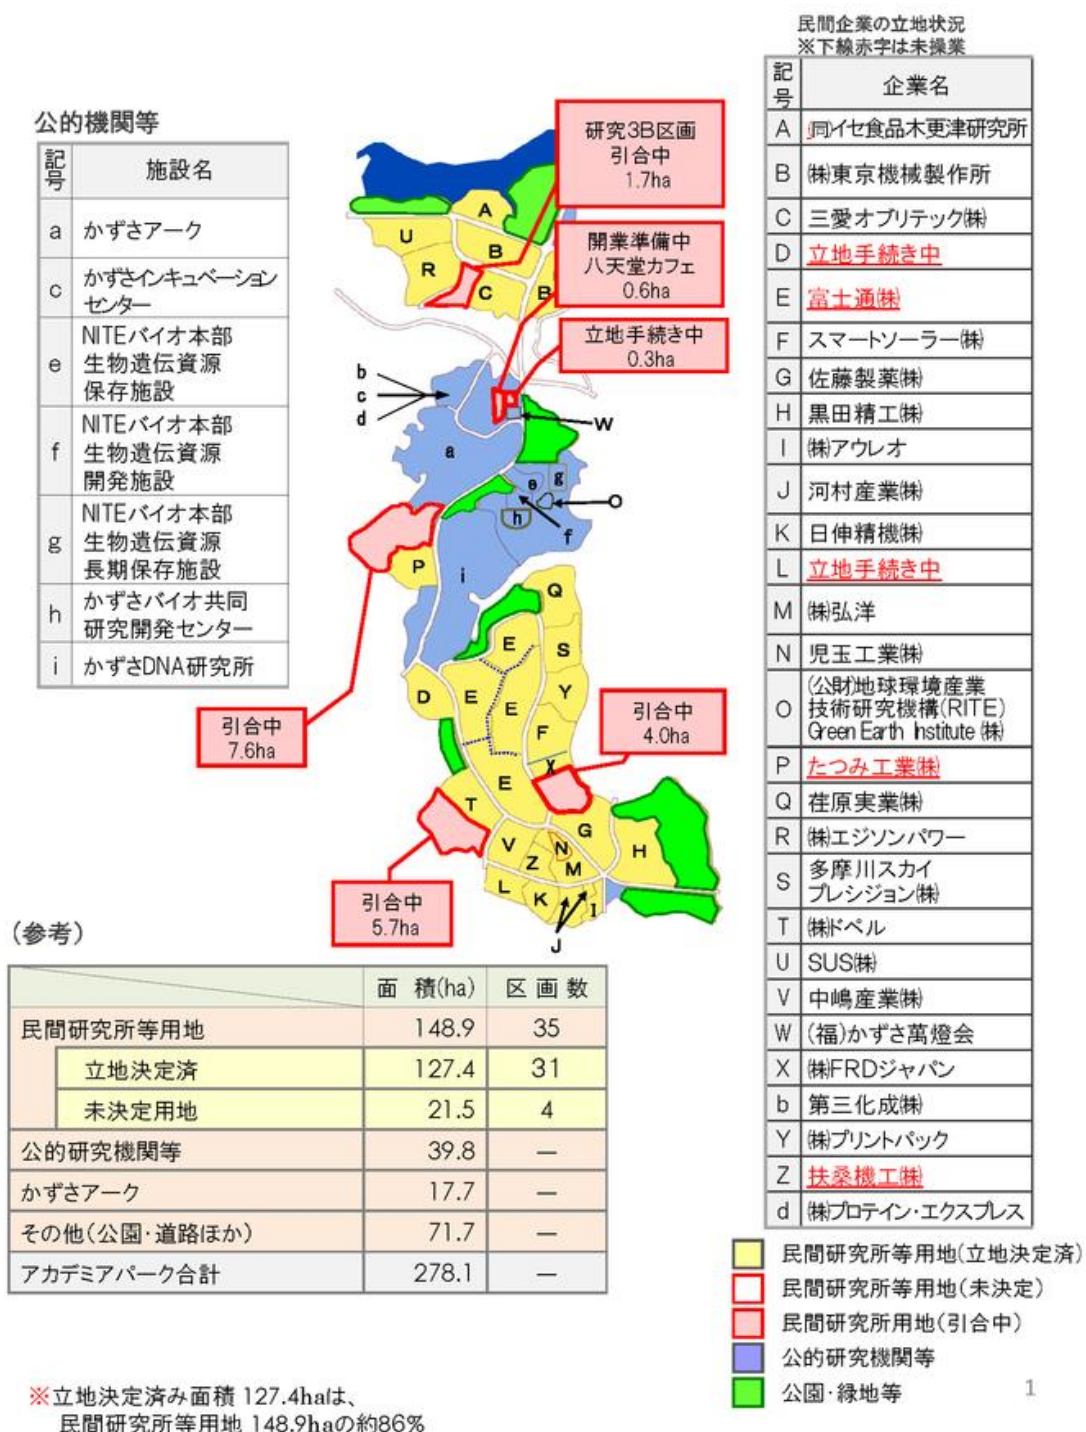 民間企業の立地状況
※下線赤字は未操業
記号 企業名
A (同)イセ食品木更津研究所
B ㈱東京機械製作所
C 三愛オブリテック㈱
D 立地手続き中
E 富士通㈱
F スマートソーラー㈱
G 佐藤製薬㈱
H 黒田精工㈱
I ㈱アウレオ
J 河村産業㈱
K 日伸精機㈱
L 立地手続き中
M ㈱弘洋
N 児玉工業㈱
O (公財)地球環境産業
技術研究機構(RITE)
Green Earth Institute ㈱
P たつみ工業㈱
Q 荏原実業㈱
R ㈱エジソンパワー
S 多摩川スカイ
プレシジョン㈱
T ㈱ドペル
U SUS㈱
V 中嶋産業㈱
W (福)かずさ萬燈会
X ㈱FRDジャパン
b 第三化成㈱
Y ㈱プリントパック
Z 扶桑機工㈱
d ㈱プロテイン・エクスプレス
公的機関等
記号 施設名
a かずさアーク
c かずさインキュベーション
センター
e NITEバイオ本部
生物遺伝資源
保存施設
f NITEバイオ本部
生物遺伝資源
開発施設
g NITEバイオ本部
生物遺伝資源
長期保存施設
h かずさバイオ共同
研究開発センター
i かずさDNA研究所
研究3B区画
引合中
1.7ha
開業準備中
八天堂カフェ
0.6ha
立地手続き中
0.3ha
A
U
B
R
C
B
b
c
d
W
a
e
g
O
h
f
i
P
Q
E
S
D
E
E
Y
F
X
E
T
G
V
N
H
Z
M
L
K
I
J
引合中
7.6ha
引合中
4.0ha
引合中
5.7ha
(参考)
面 積(ha) 区 画 数
民間研究所等用地 148.9 35
立地決定済 127.4 31
未決定用地 21.5 4
公的研究機関等 39.8 ―
かずさアーク 17.7 ―
その他(公園・道路ほか) 71.7 ―
アカデミアパーク合計 278.1 ―
民間研究所等用地(立地決定済)
民間研究所等用地(未決定)
民間研究所用地(引合中)
公的研究機関等
公園・緑地等
1
※立地決定済み面積 127.4haは、
民間研究所等用地 148.9haの約86%